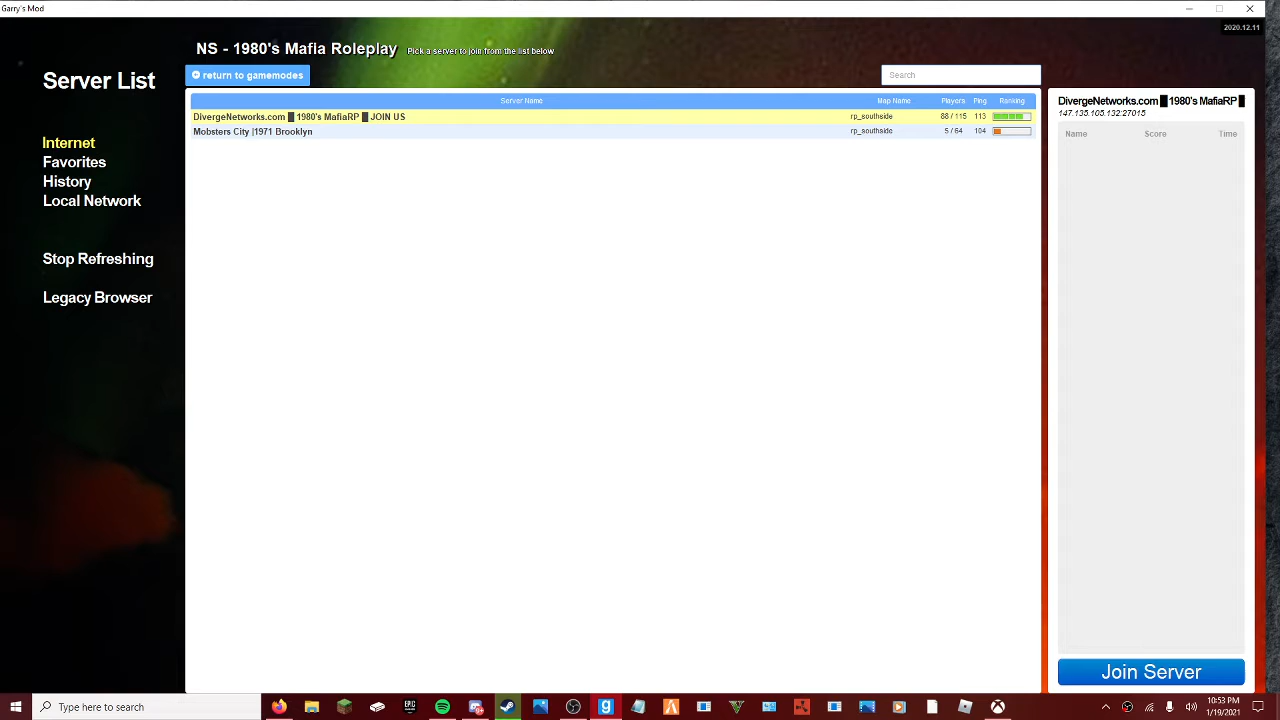 Garry's Mod
2020.12.11
NS - 1980's Mafia Roleplay Pick a server to join from the list below
Server List
return to gamemodes
Search
Server Name Map Name Players Ping Ranking
DivergeNetworks.com █ 1980's MafiaRP █ JOIN US rp_southside 88 / 115 113
Mobsters City |1971 Brooklyn rp_southside 5 / 64 104
Internet
Favorites
History
Local Network
Stop Refreshing
Legacy Browser
DivergeNetworks.com █ 1980's MafiaRP █
147.135.105.132:27015
Name Score Time
Join Server
Type here to search
EPIC
10:53 PM
1/19/2021